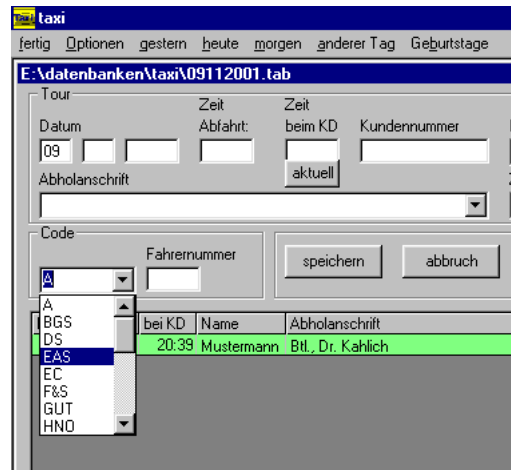 Taxi taxi
fertig Optionen gestern heute morgen anderer Tag Geburtstage
E:\datenbanken\taxi\09112001.tab
Tour
Zeit Zeit
Datum Abfahrt: beim KD Kundennummer
09
aktuell
Abholanschrift
Code
Fahrernummer
speichern abbruch
A
A
BGS
DS
EAS
EC
F&S
GUT
HNO
bei KD Name Abholanschrift
20:39 Mustermann Btl., Dr. Kahlich